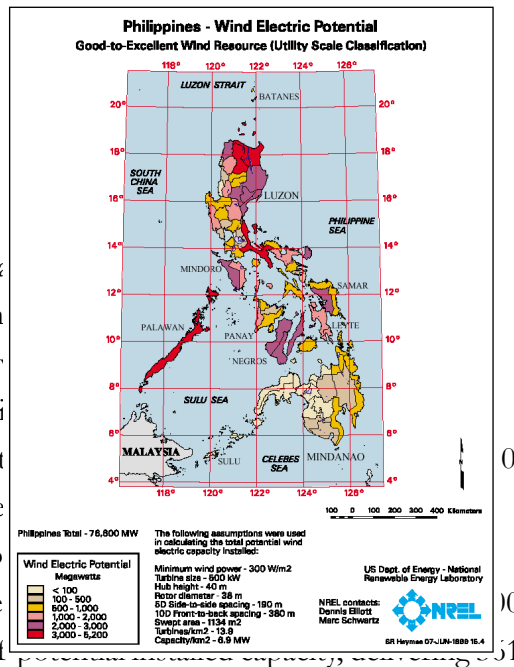 Philippines - Wind Electric Potential
Good-to-Excellent Wind Resource (Utility Scale Classification)
118° 120° 122° 124° 126°
LUZON STRAIT
BATANES
20° 20°
18° 18°
SOUTH
CHINA
SEA
LUZON
16° 16°
PHILIPPINE
SEA
14° 14°
MINDORO
SAMAR
12° 12°
PALAWAN
PANAY
LEYTE
10° 10°
NEGROS
8° 8°
SULU SEA
6° 6°
MALAYSIA
SULU
CELEBES
SEA
MINDANAO
4° 4°
118° 120° 122° 124° 126°
100 0 100 200 300 400 Kilometers
Philippines Total - 76,600 MW
The following assumptions were used
in calculating the total potential wind
electric capacity installed:
Minimum wind power - 300 W/m2
Turbine size - 500 kW
Hub height - 40 m
Rotor diameter - 38 m
5D Side-to-side spacing - 190 m
10D Front-to-back spacing - 380 m
Swept area - 1134 m2
Turbines/km2 - 13.9
Capacity/km2 - 6.9 MW
Wind Electric Potential
Megawatts
< 100
100 - 500
500 - 1,000
1,000 - 2,000
2,000 - 3,000
3,000 - 5,200
US Dept. of Energy - National
Renewable Energy Laboratory
NREL contacts:
Dennis Elliott
Marc Schwartz
NREL
SR Haymes 07-JUN-1999 15.4
potential installed capacity, delivering